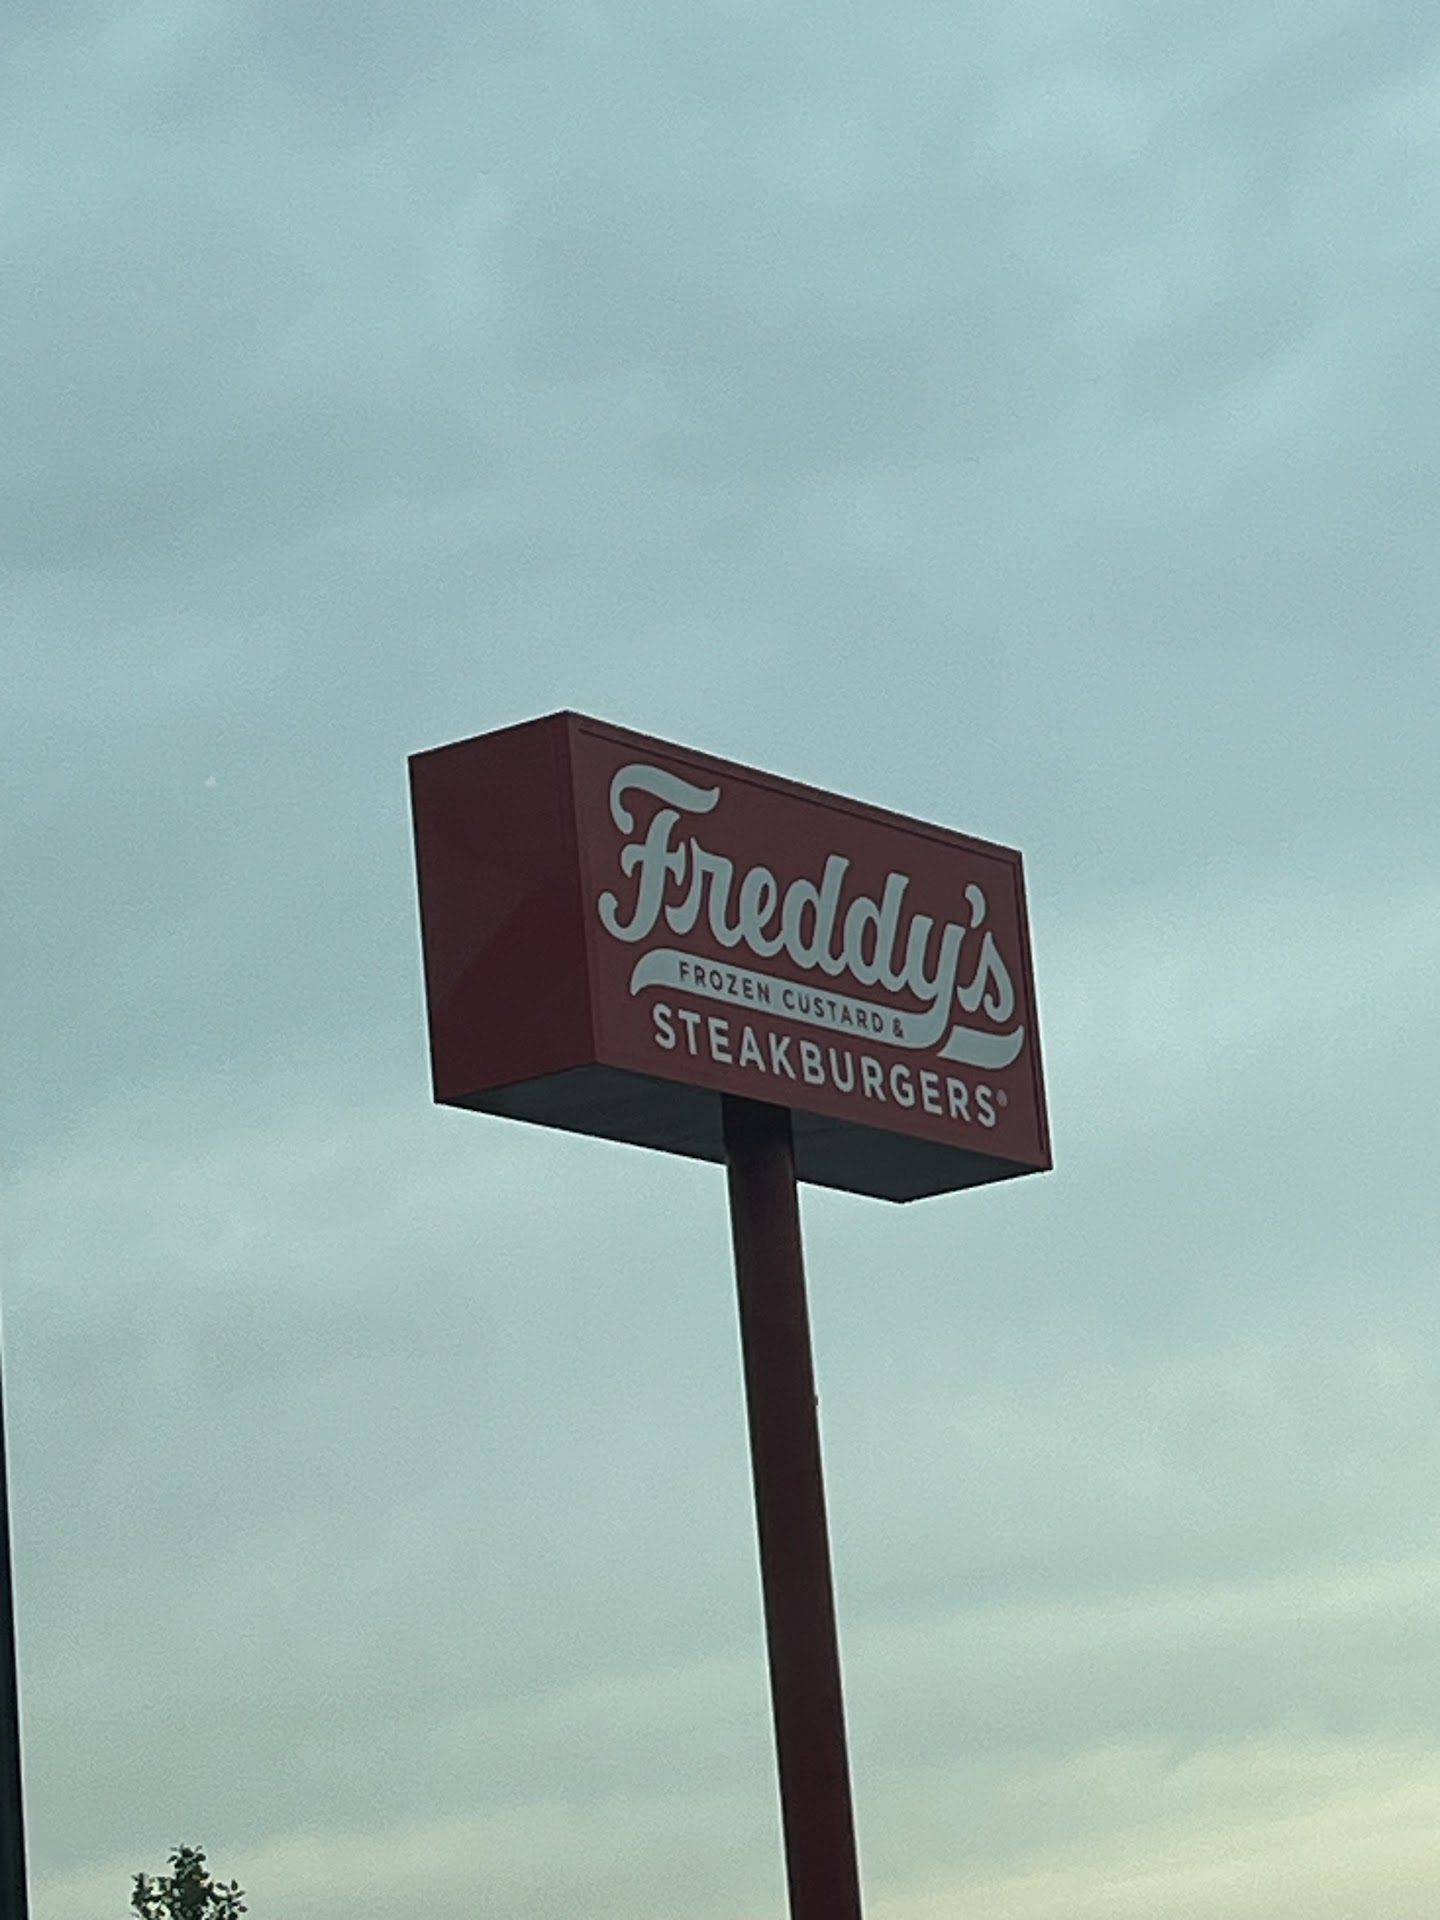 Freddy's
FROZEN CUSTARD &
STEAKBURGERS®